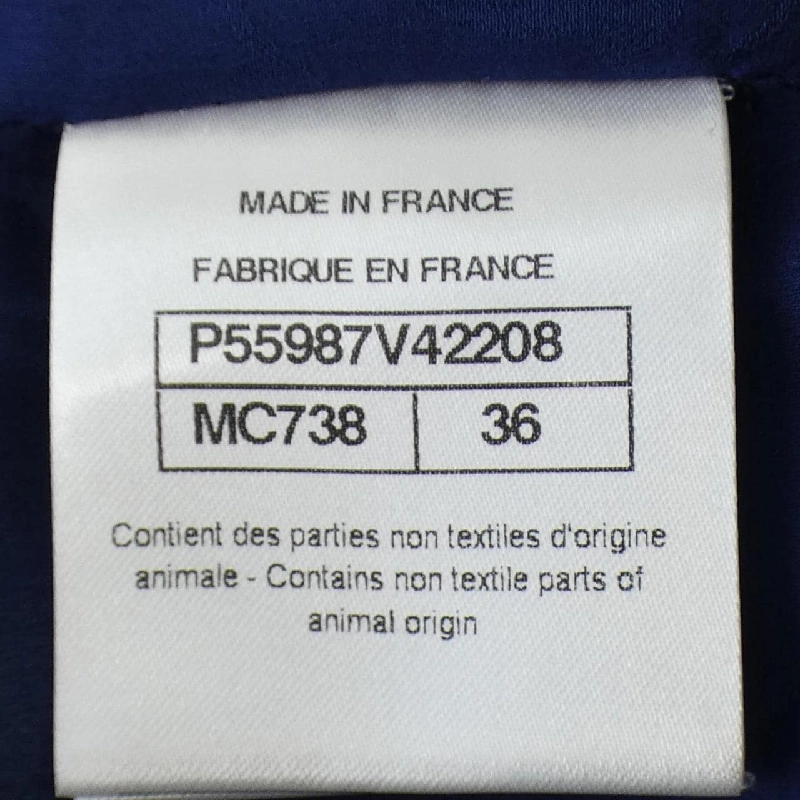 MADE IN FRANCE
FABRIQUE EN FRANCE
P55987V42208
MC738 36
Contient des parties non textiles d'origine
animale - Contains non textile parts of
animal origin